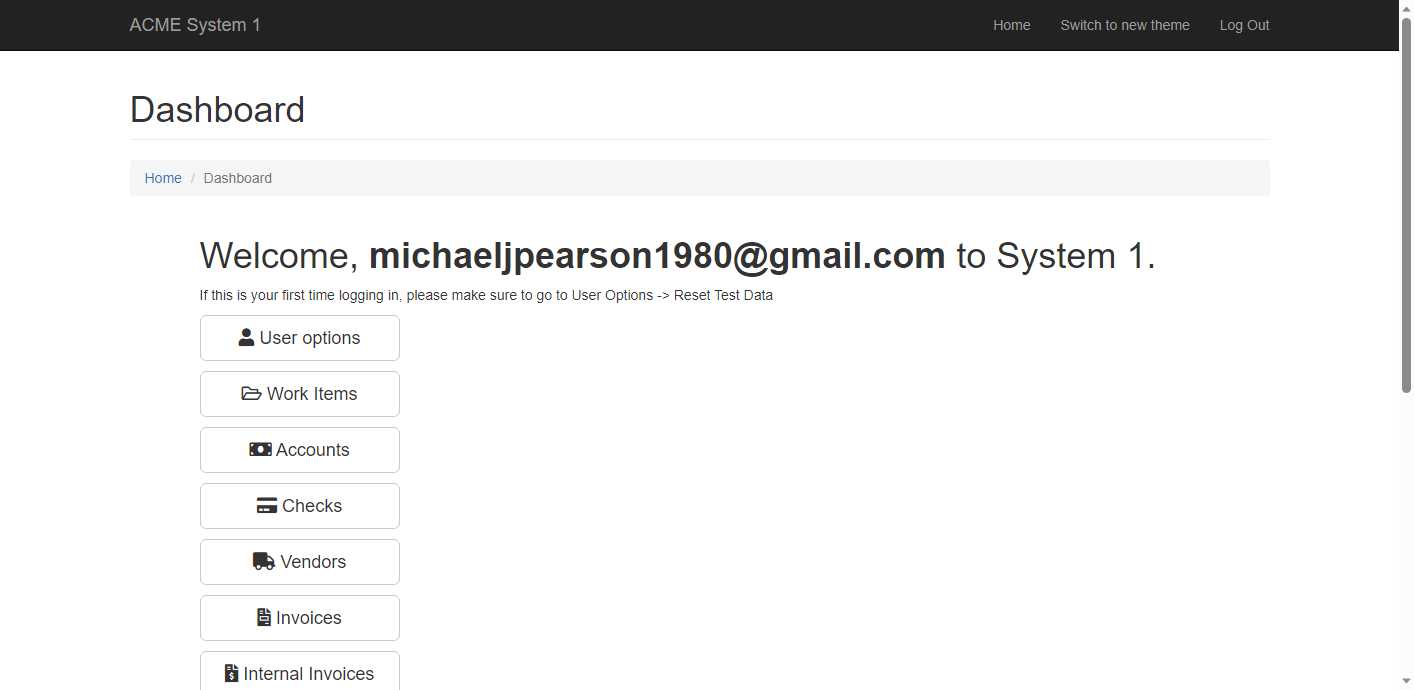 ACME System 1
Home
Switch to new theme
Log Out
Dashboard
Home / Dashboard
Welcome, michaeljpearson1980@gmail.com to System 1.
If this is your first time logging in, please make sure to go to User Options -> Reset Test Data
User options
Work Items
Accounts
Checks
Vendors
Invoices
Internal Invoices